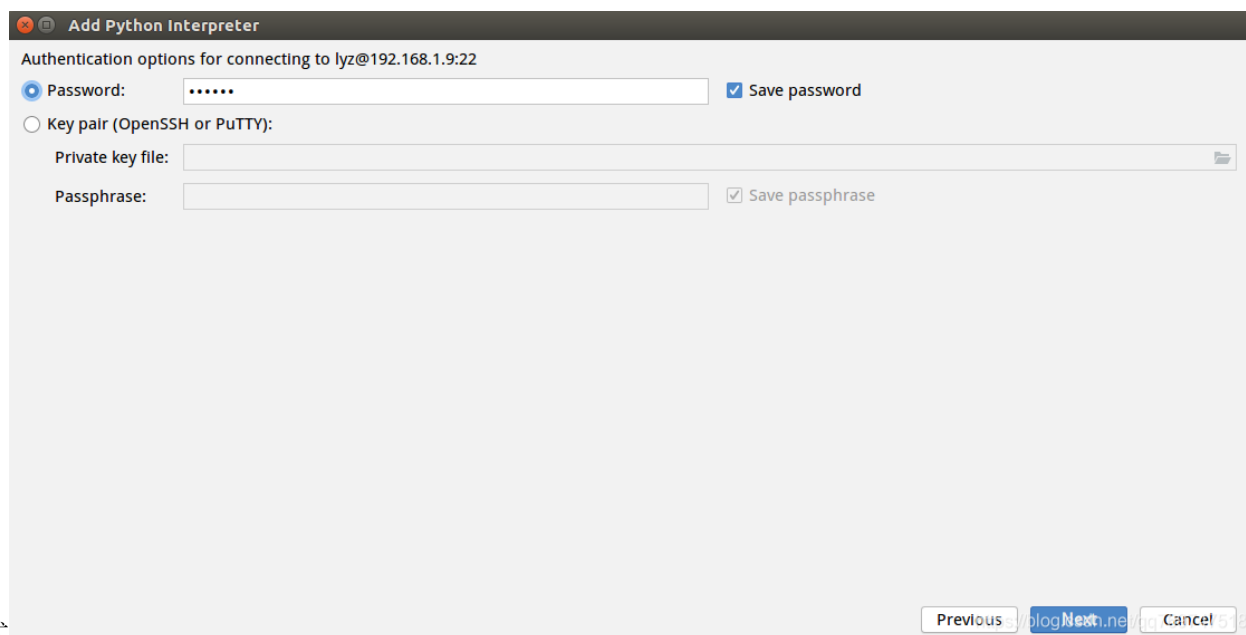 Add Python Interpreter
Authentication options for connecting to lyz@192.168.1.9:22
Password: •••••• Save password
Key pair (OpenSSH or PuTTY):
Private key file:
Passphrase: Save passphrase
Previous Next Cancel